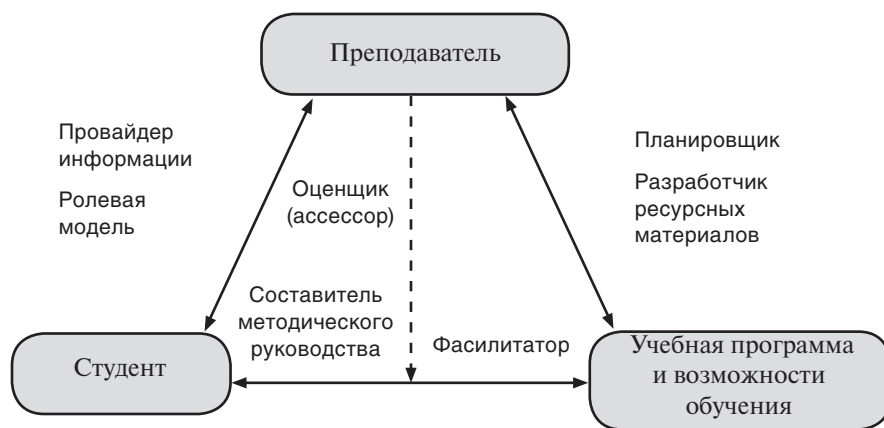 Преподаватель
Провайдер
информации
Ролевая
модель
Оценщик
(ассессор)
Планировщик
Разработчик
ресурсных
материалов
Составитель
методического
руководства
Фасилитатор
Студент
Учебная программа
и возможности
обучения